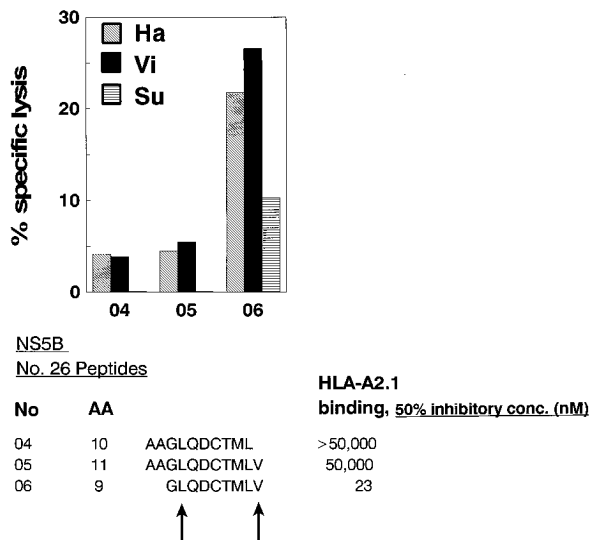 30
20
10
0
% specific lysis
Ha
Vi
Su
04 05 06
NS5B
No. 26 Peptides
HLA-A2.1
No AA binding, 50% inhibitory conc. (nM)
04 10 AAGLQDCTML >50,000
05 11 AAGLQDCTMLV 50,000
06 9 GLQDCTMLV 23